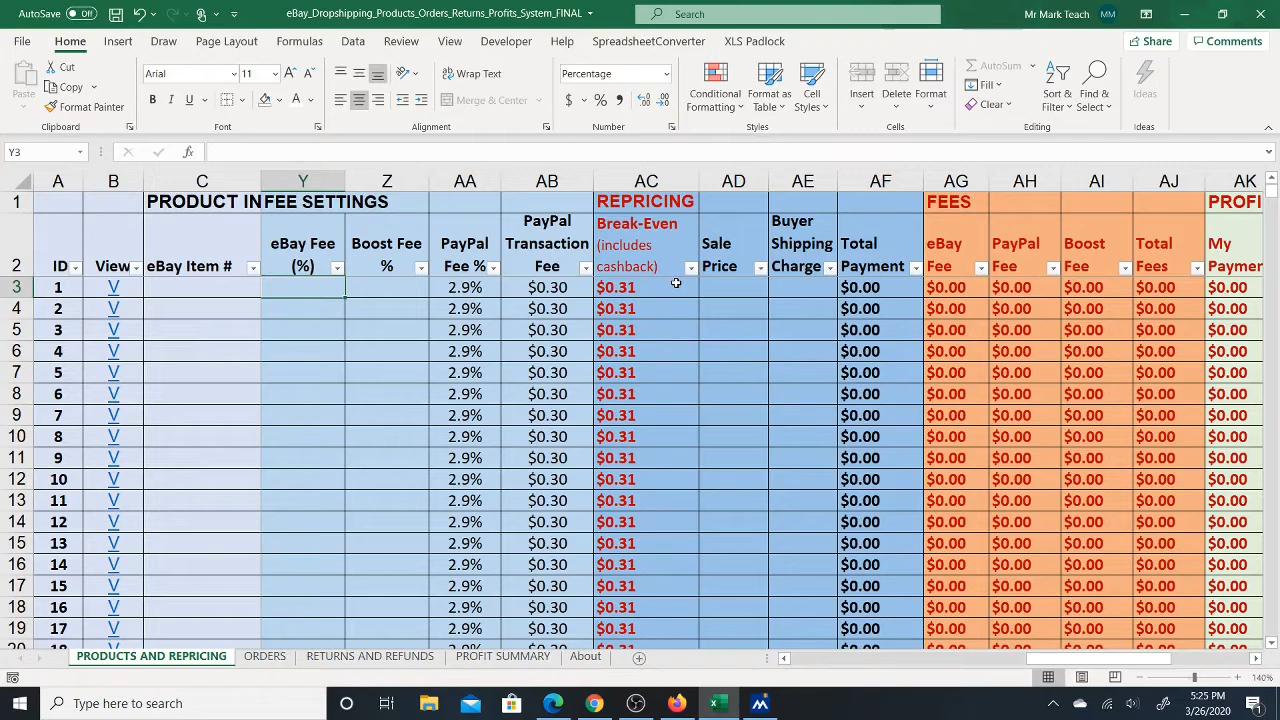 AutoSave Off eBay_Dropshipping_Products_Orders_Returns_Profits_System_FINAL Search Mr Mark Teach MM
File Home Insert Draw Page Layout Formulas Data Review View Developer Help SpreadsheetConverter XLS Padlock Share Comments
Paste Cut Copy Format Painter Clipboard
Arial 11 B I U A Font
Wrap Text Merge & Center Alignment
Percentage $ % Number
Conditional Formatting Format as Table Cell Styles Styles
Insert Delete Format Cells
AutoSum Fill Clear Sort & Filter Find & Select Editing
Ideas Ideas
Y3 fx
A B C Y Z AA AB AC AD AE AF AG AH AI AJ AK
1 PRODUCT IN FEE SETTINGS REPRICING FEES PROFI
2 ID View eBay Item # eBay Fee (%) Boost Fee % PayPal Fee % PayPal Transaction Fee Break-Even (includes cashback) Sale Price Buyer Shipping Charge Total Payment eBay Fee PayPal Fee Boost Fee Total Fees My Paymer
3 1 V 2.9% $0.30 $0.31 $0.00 $0.00 $0.00 $0.00 $0.00 $0.00
4 2 V 2.9% $0.30 $0.31 $0.00 $0.00 $0.00 $0.00 $0.00 $0.00
5 3 V 2.9% $0.30 $0.31 $0.00 $0.00 $0.00 $0.00 $0.00 $0.00
6 4 V 2.9% $0.30 $0.31 $0.00 $0.00 $0.00 $0.00 $0.00 $0.00
7 5 V 2.9% $0.30 $0.31 $0.00 $0.00 $0.00 $0.00 $0.00 $0.00
8 6 V 2.9% $0.30 $0.31 $0.00 $0.00 $0.00 $0.00 $0.00 $0.00
9 7 V 2.9% $0.30 $0.31 $0.00 $0.00 $0.00 $0.00 $0.00 $0.00
10 8 V 2.9% $0.30 $0.31 $0.00 $0.00 $0.00 $0.00 $0.00 $0.00
11 9 V 2.9% $0.30 $0.31 $0.00 $0.00 $0.00 $0.00 $0.00 $0.00
12 10 V 2.9% $0.30 $0.31 $0.00 $0.00 $0.00 $0.00 $0.00 $0.00
13 11 V 2.9% $0.30 $0.31 $0.00 $0.00 $0.00 $0.00 $0.00 $0.00
14 12 V 2.9% $0.30 $0.31 $0.00 $0.00 $0.00 $0.00 $0.00 $0.00
15 13 V 2.9% $0.30 $0.31 $0.00 $0.00 $0.00 $0.00 $0.00 $0.00
16 14 V 2.9% $0.30 $0.31 $0.00 $0.00 $0.00 $0.00 $0.00 $0.00
17 15 V 2.9% $0.30 $0.31 $0.00 $0.00 $0.00 $0.00 $0.00 $0.00
18 16 V 2.9% $0.30 $0.31 $0.00 $0.00 $0.00 $0.00 $0.00 $0.00
19 17 V 2.9% $0.30 $0.31 $0.00 $0.00 $0.00 $0.00 $0.00 $0.00
PRODUCTS AND REPRICING ORDERS RETURNS AND REFUNDS PROFIT SUMMARY About
140%
Type here to search 5:25 PM
3/26/2020